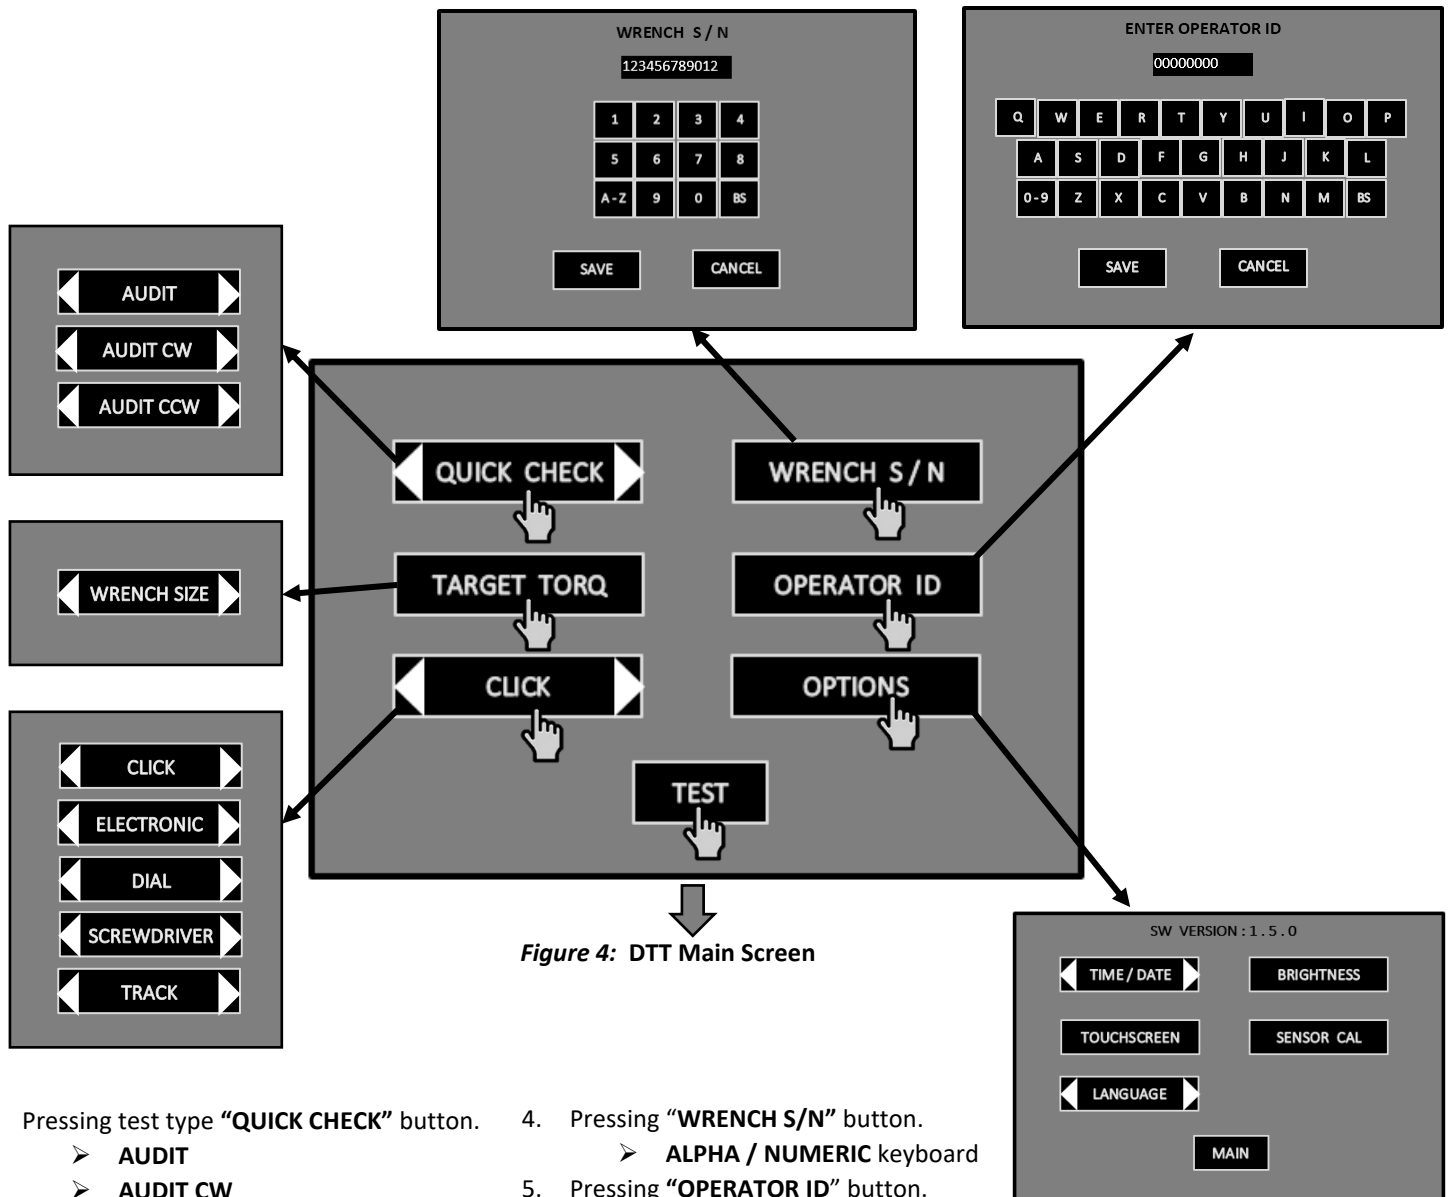 WRENCH S / N
123456789012
1 2 3 4
5 6 7 8
A - Z 9 0 BS
SAVE CANCEL
ENTER OPERATOR ID
00000000
Q W E R T Y U I O P
A S D F G H J K L
0 - 9 Z X C V B N M BS
SAVE CANCEL
AUDIT
AUDIT CW
AUDIT CCW
WRENCH SIZE
CLICK
ELECTRONIC
DIAL
SCREWDRIVER
TRACK
QUICK CHECK WRENCH S / N
TARGET TORQ OPERATOR ID
CLICK OPTIONS
TEST
Figure 4: DTT Main Screen
SW VERSION : 1 . 5 . 0
TIME / DATE BRIGHTNESS
TOUCHSCREEN SENSOR CAL
LANGUAGE
MAIN
Pressing test type “QUICK CHECK” button.
➢ AUDIT
➢ AUDIT CW
4. Pressing “WRENCH S/N” button.
➢ ALPHA / NUMERIC keyboard
5. Pressing “OPERATOR ID” button.